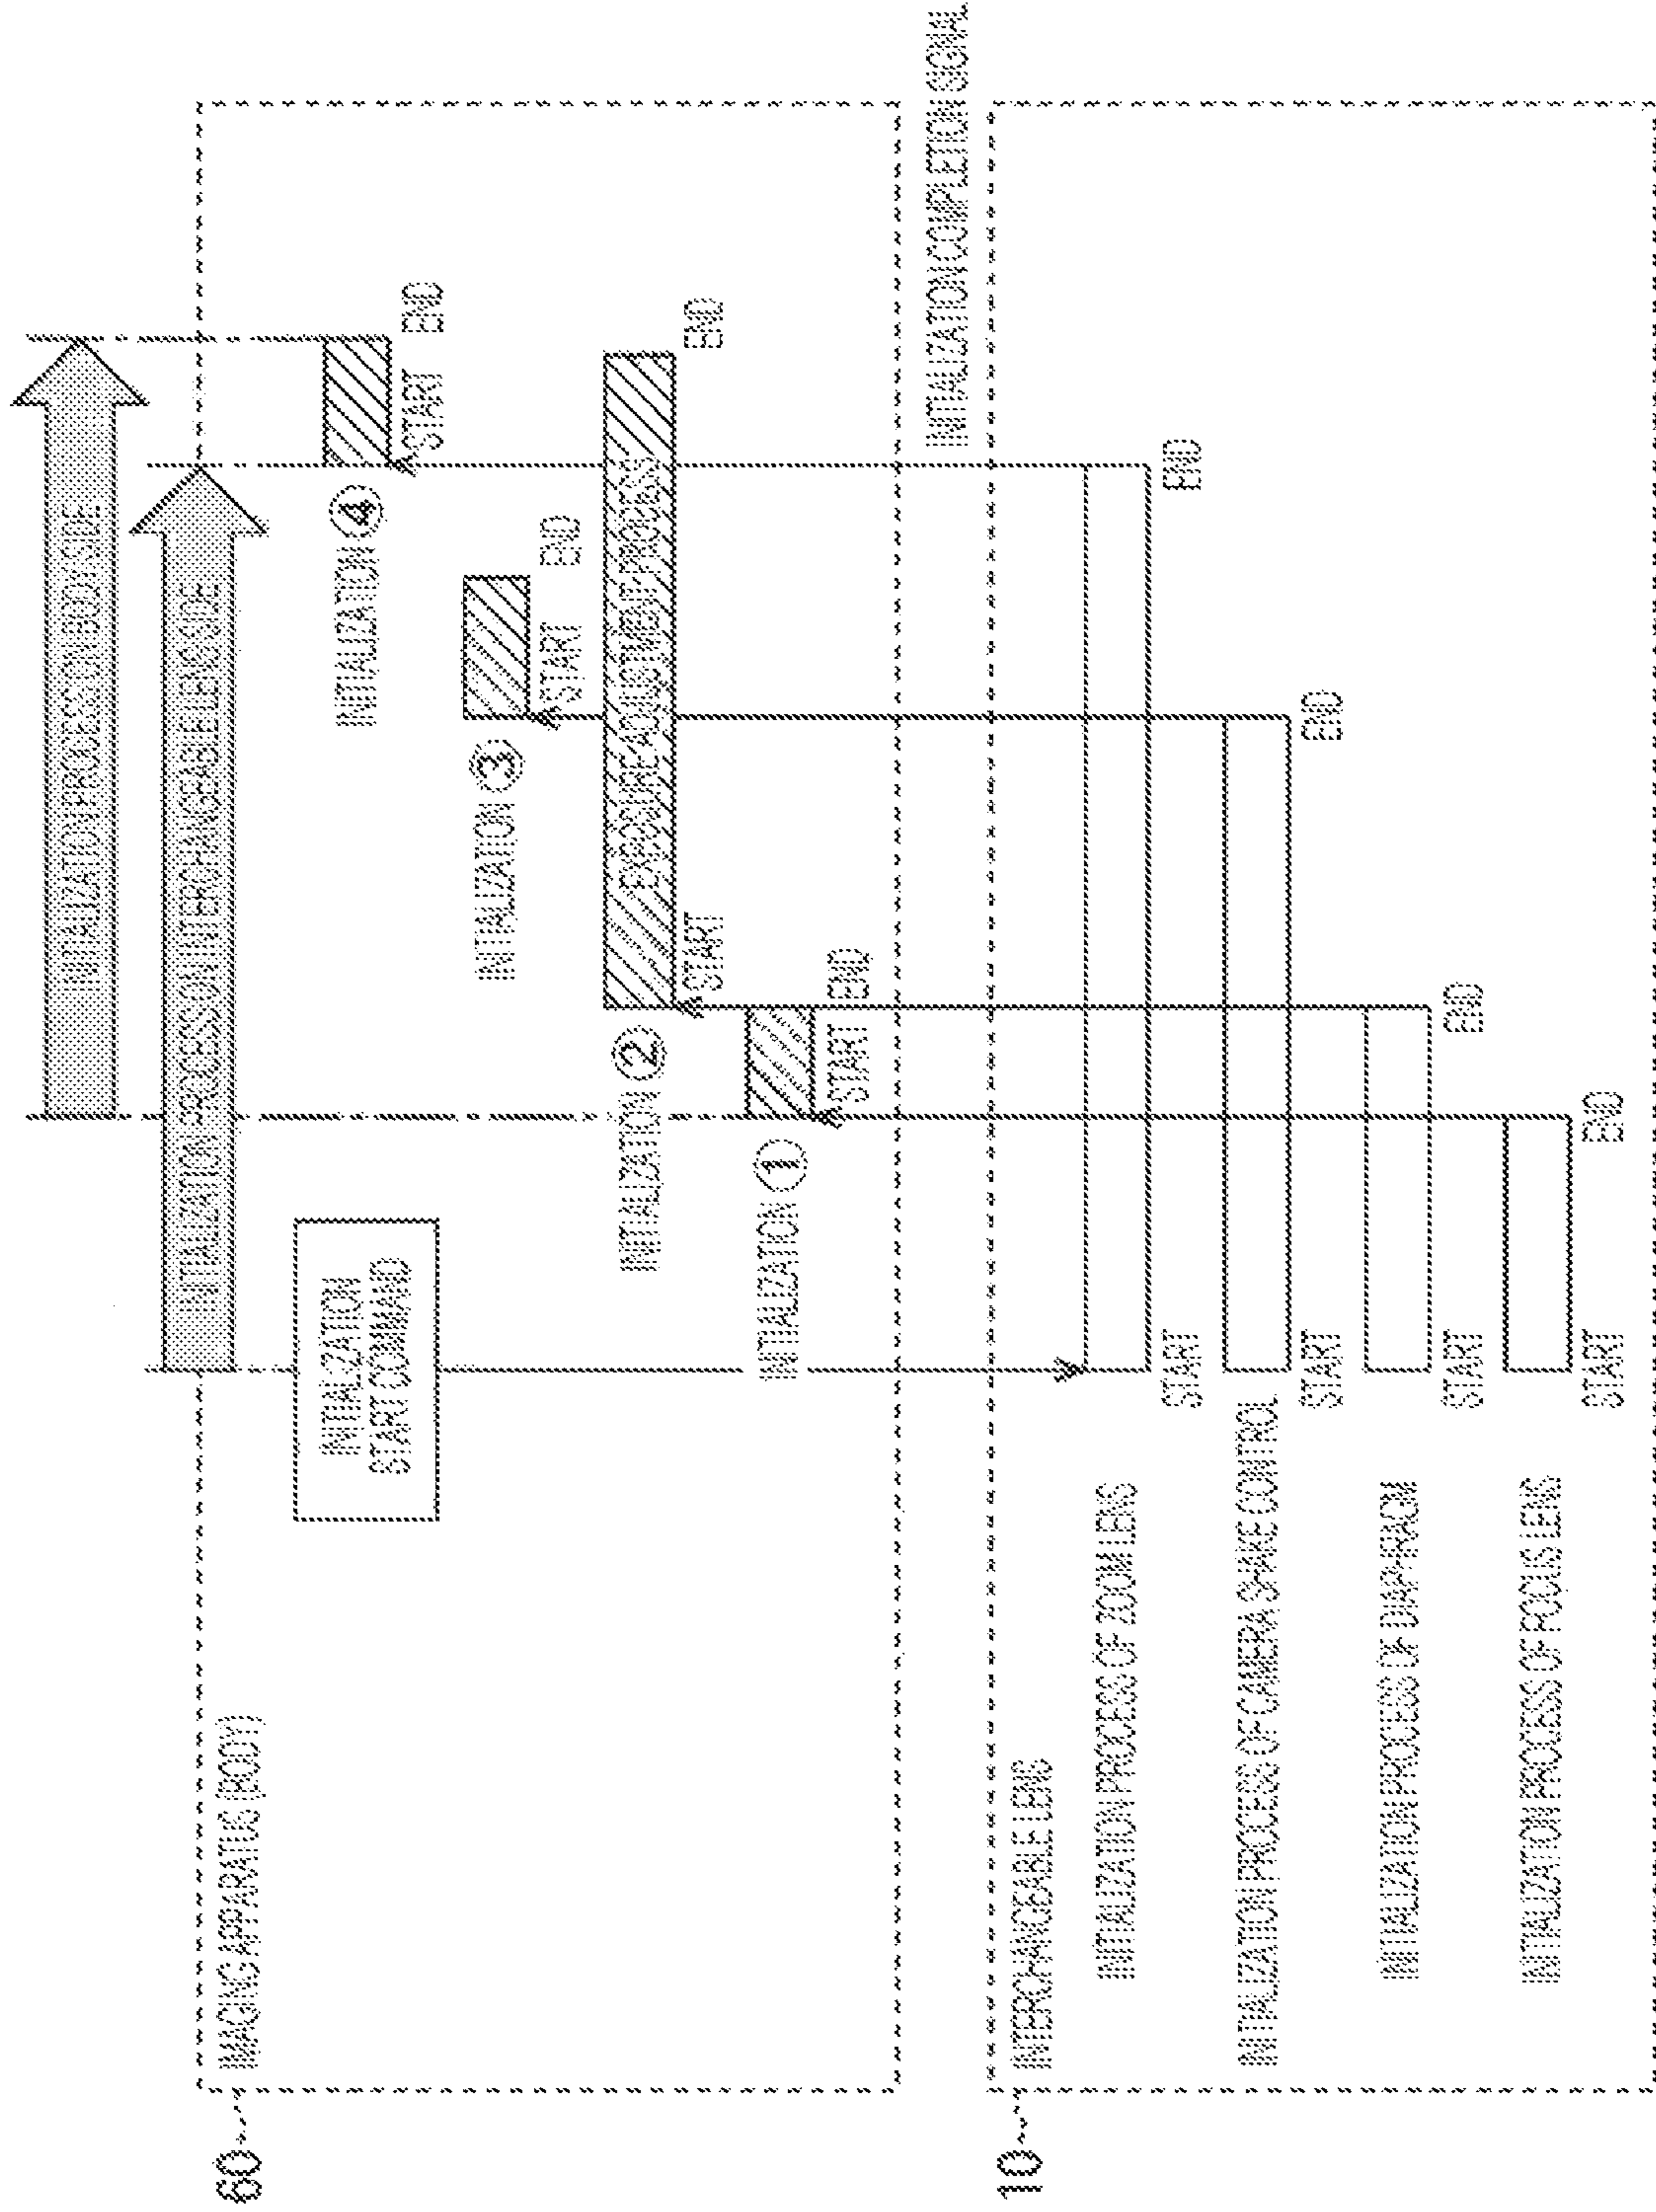 INITIALIZATION PROCESS ON BODY SIDE
INITIALIZATION PROCESS ON INTERCHANGEABLE LENS SIDE
60
IMAGING APPARATUS (BODY)
INITIALIZATION
START COMMAND
INITIALIZATION ④
START
END
INITIALIZATION ③
START
END
INITIALIZATION ②
EXPOSURE ADJUSTMENT PROCESS
START
END
INITIALIZATION ①
START
END
INITIALIZATION COMPLETION SIGNAL
10
INTERCHANGEABLE LENS
INITIALIZATION PROCESS OF ZOOM LENS
START
END
INITIALIZATION PROCESS OF CAMERA SHAKE CONTROL
START
END
INITIALIZATION PROCESS OF DIAPHRAGM
START
END
INITIALIZATION PROCESS OF FOCUS LENS
START
END